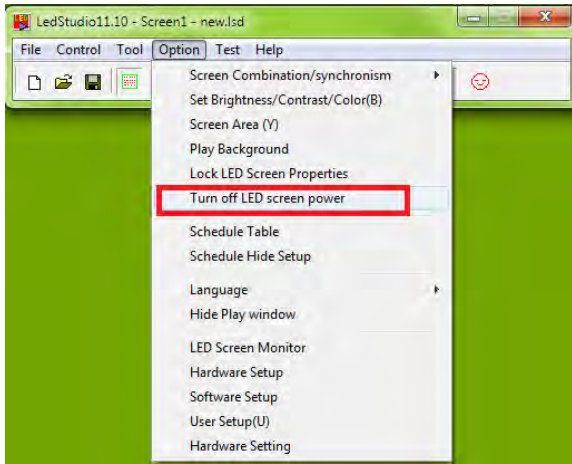 LedStudio11.10 - Screen1 - new.lsd
File Control Tool Option Test Help
Screen Combination/synchronism
Set Brightness/Contrast/Color(B)
Screen Area (Y)
Play Background
Lock LED Screen Properties
Turn off LED screen power
Schedule Table
Schedule Hide Setup
Language
Hide Play window
LED Screen Monitor
Hardware Setup
Software Setup
User Setup(U)
Hardware Setting